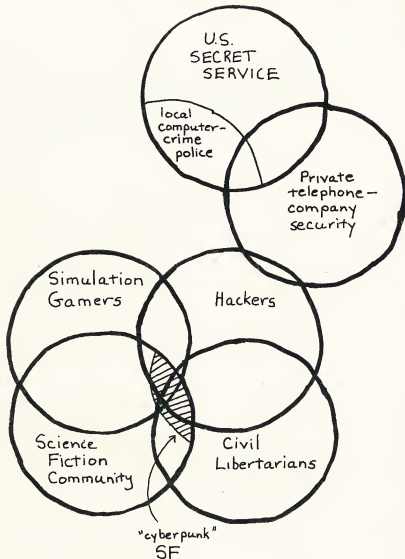 U.S.
SECRET
SERVICE
local
computer-
crime
police
Private
telephone-
company
security
Simulation
Gamers
Hackers
Science
Fiction
Community
Civil
Libertarians
"cyberpunk"
SF